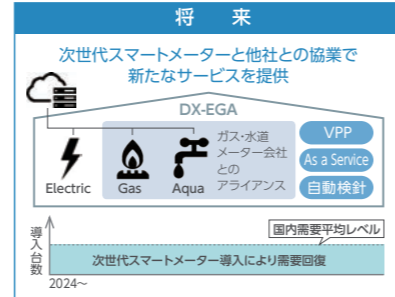 将 来
次世代スマートメーターと他社との協業で
新たなサービスを提供
DX-EGA
Electric
Gas
Aqua
ガス・水道
メーター会社
との
アライアンス
VPP
As a Service
自動検針
導入台数
国内需要平均レベル
次世代スマートメーター導入により需要回復
2024～